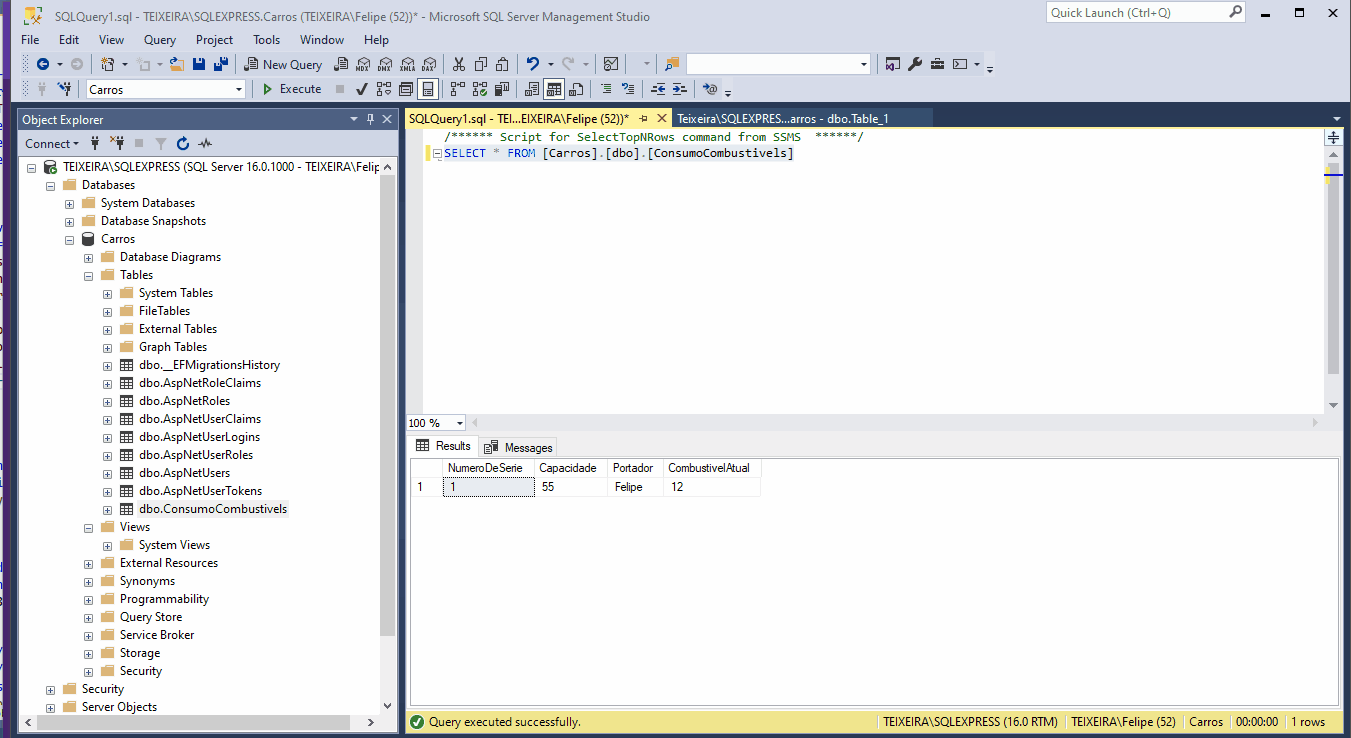 SQLQuery1.sql - TEIXEIRA\SQLEXPRESS.Carros (TEIXEIRA\Felipe (52))* - Microsoft SQL Server Management Studio
Quick Launch (Ctrl+Q)
File Edit View Query Project Tools Window Help
New Query MDX DMX XMLA DAX
Carros Execute
Object Explorer
Connect
TEIXEIRA\SQLEXPRESS (SQL Server 16.0.1000 - TEIXEIRA\Felip
Databases
System Databases
Database Snapshots
Carros
Database Diagrams
Tables
System Tables
FileTables
External Tables
Graph Tables
dbo.__EFMigrationsHistory
dbo.AspNetRoleClaims
dbo.AspNetRoles
dbo.AspNetUserClaims
dbo.AspNetUserLogins
dbo.AspNetUserRoles
dbo.AspNetUsers
dbo.AspNetUserTokens
dbo.ConsumoCombustivels
Views
System Views
External Resources
Synonyms
Programmability
Query Store
Service Broker
Storage
Security
Security
Server Objects
SQLQuery1.sql - TEI...EIXEIRA\Felipe (52))* Teixeira\SQLEXPRES...arros - dbo.Table_1
/****** Script for SelectTopNRows command from SSMS ******/
SELECT * FROM [Carros].[dbo].[ConsumoCombustivels]
100 %
Results Messages
NumeroDeSerie Capacidade Portador CombustivelAtual
1 1 55 Felipe 12
Query executed successfully. TEIXEIRA\SQLEXPRESS (16.0 RTM) TEIXEIRA\Felipe (52) Carros 00:00:00 1 rows